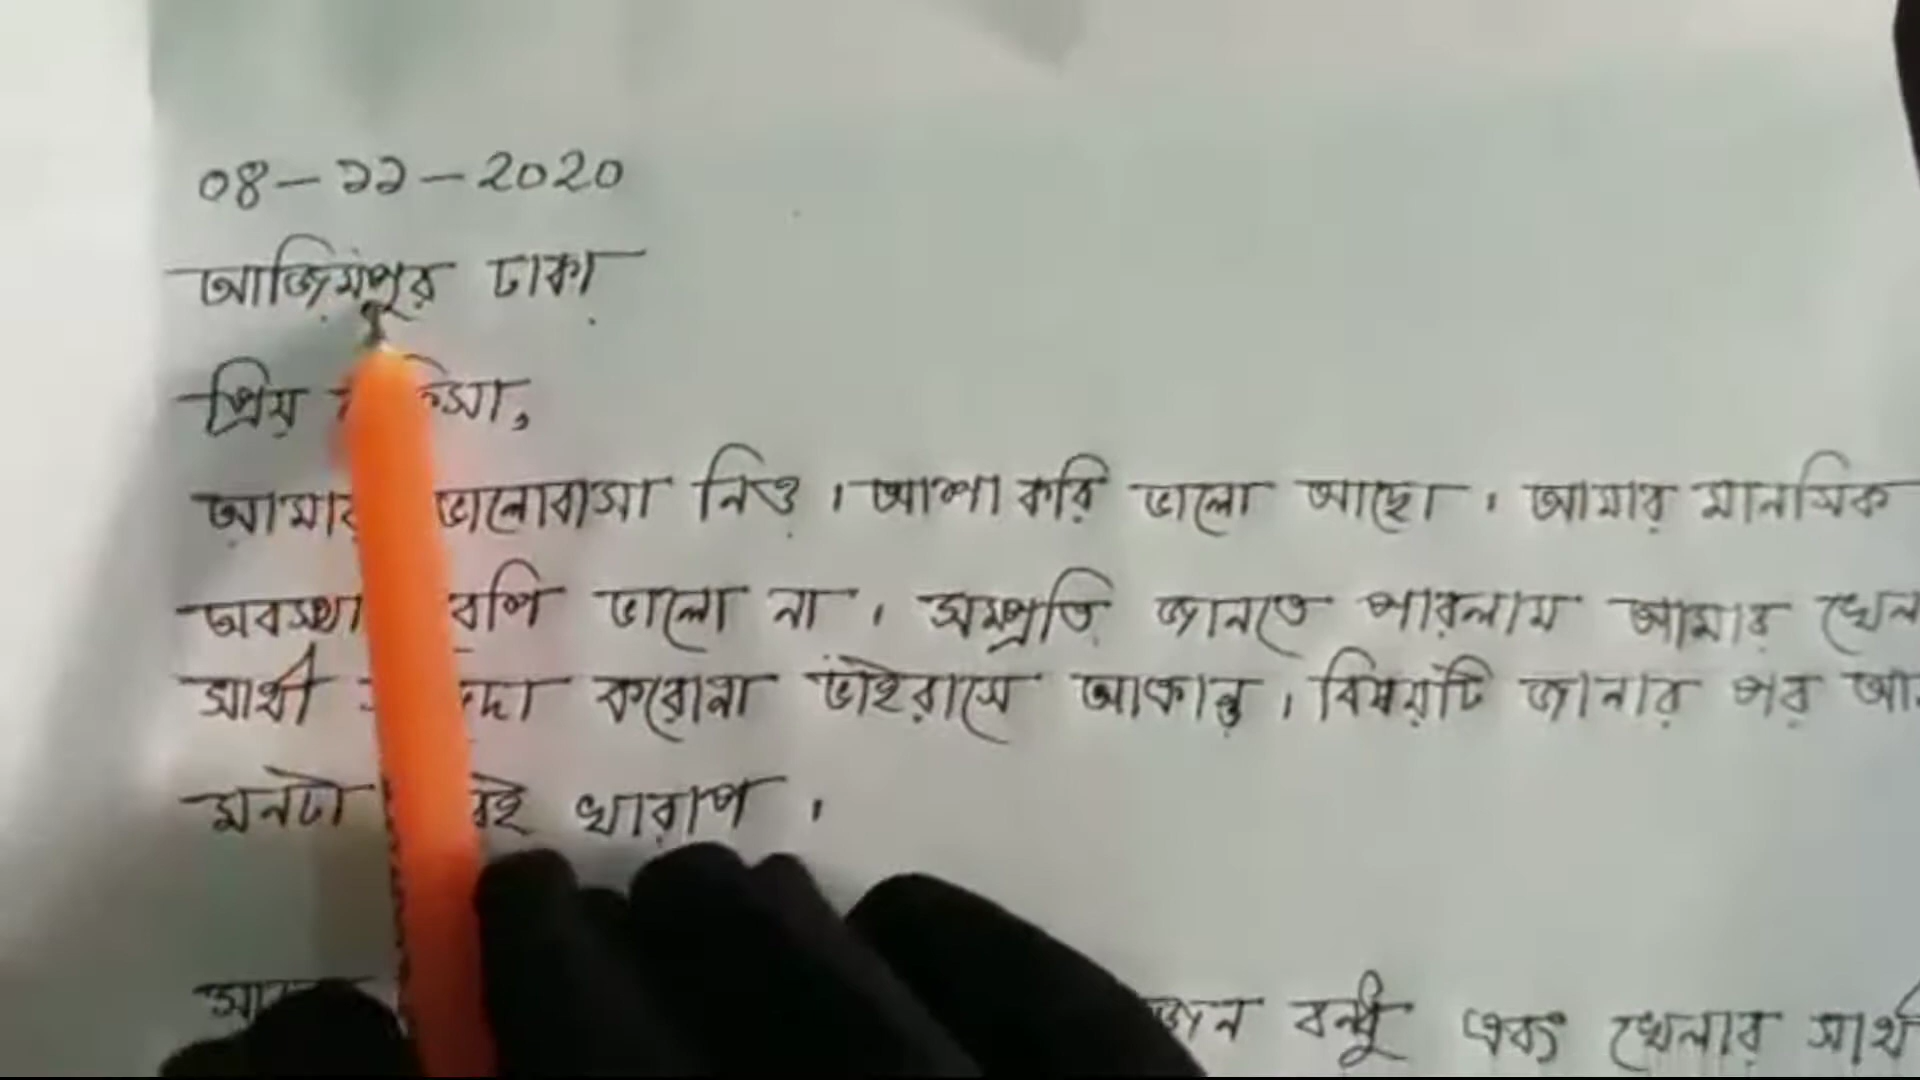 ০৪-১১-২০২০
আজিমপুর ঢাকা
প্রিয়
আমার ভালোবাসা নিও। আশা করি ভালো আছো। আমার মানসিক
অবস্থা ভালো না। সম্প্রতি জানতে পারলাম আমার
সাথী করোনা ভাইরাসে আক্রান্ত। বিষয়টি জানার পর
মনটা খারাপ।
বন্ধু এবং খেলার